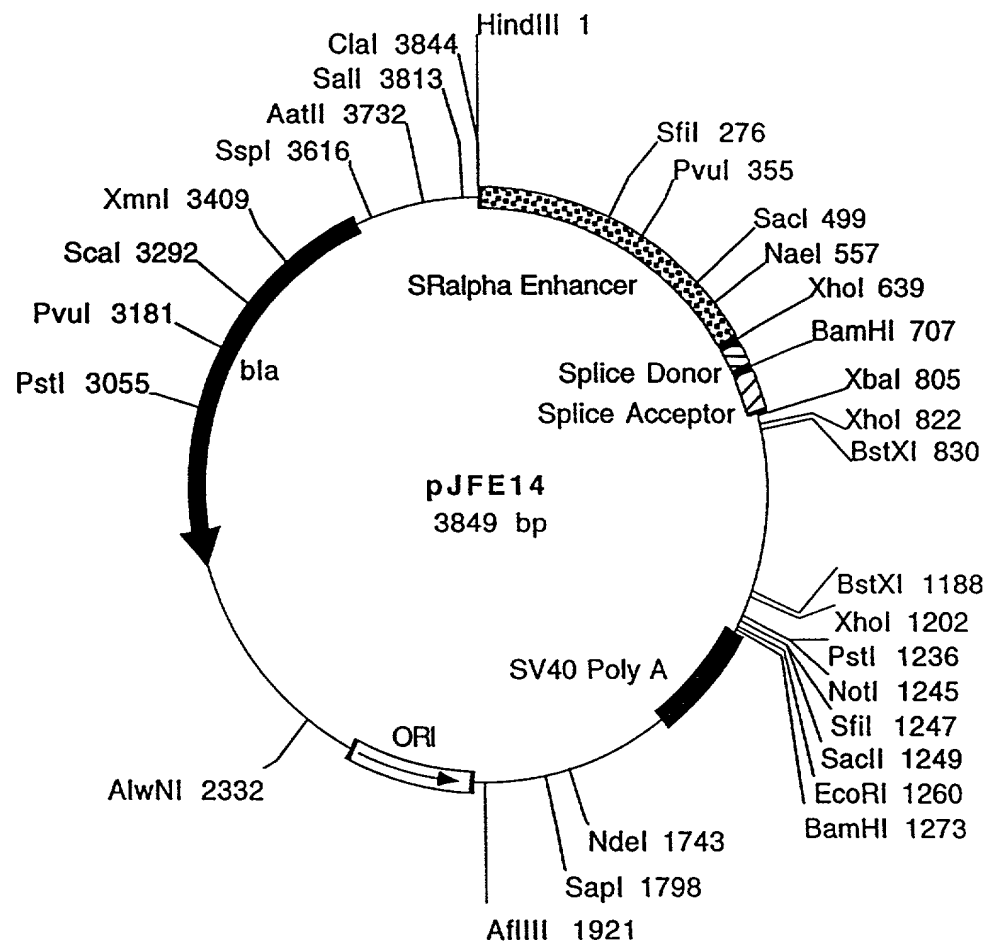 HindIII 1
ClaI 3844
SalI 3813
AatII 3732
SspI 3616
XmnI 3409
ScaI 3292
PvuI 3181
PstI 3055
bla
SfiI 276
PvuI 355
SacI 499
NaeI 557
XhoI 639
BamHI 707
XbaI 805
XhoI 822
BstXI 830
SRalpha Enhancer
Splice Donor
Splice Acceptor
pJFE14
3849 bp
BstXI 1188
XhoI 1202
PstI 1236
NotI 1245
SfiI 1247
SacII 1249
EcoRI 1260
BamHI 1273
SV40 Poly A
ORI
AlwNI 2332
NdeI 1743
SapI 1798
AflIII 1921